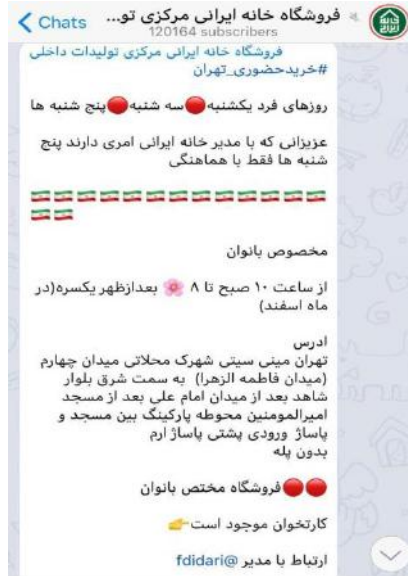 Chats
فروشگاه خانه ایرانی مرکزی تو...
120164 subscribers
فروشگاه خانه ایرانی مرکزی تولیدات داخلی
#خریدحضوری_تهران
روزهای فرد یکشنبه🔴سه شنبه🔴پنج شنبه ها
عزیزانی که با مدیر خانه ایرانی امری دارند پنج
شنبه ها فقط با هماهنگی
🇮🇷🇮🇷🇮🇷🇮🇷🇮🇷🇮🇷🇮🇷🇮🇷🇮🇷🇮🇷🇮🇷🇮🇷🇮🇷
🇮🇷🇮🇷
مخصوص بانوان
از ساعت ۱۰ صبح تا ۸ 🌸 بعدازظهر یکسره(در
ماه اسفند)
ادرس
تهران مینی سیتی شهرک محلاتی میدان چهارم
(میدان فاطمه الزهرا) به سمت شرق بلوار
شاهد بعد از میدان امام علی بعد از مسجد
امیرالمومنین محوطه پارکینگ بین مسجد و
پاساژ ورودی پشتی پاساژ ارم
بدون پله
🔴🔴فروشگاه مختص بانوان
کارتخوان موجود است👉
ارتباط با مدیر @fdidari